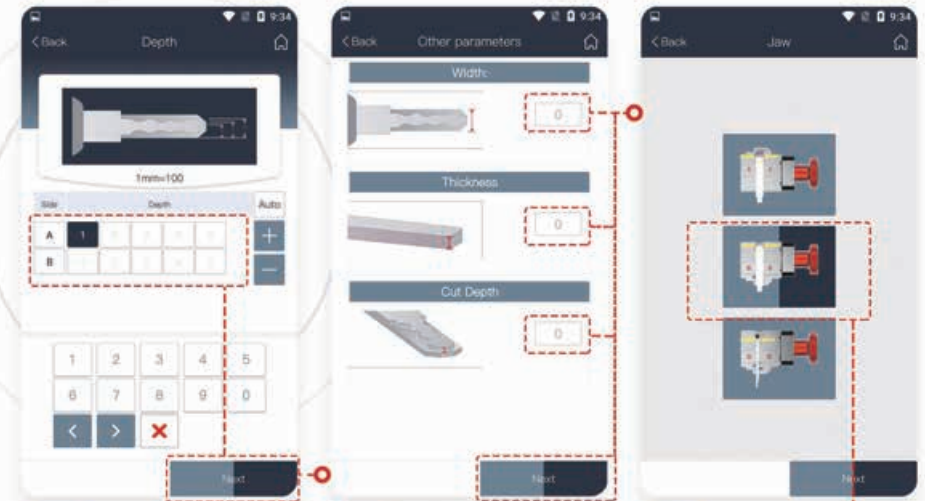 9:34
Back Depth
1mm=100
Side Depth Auto
A 1
B
+
−
1 2 3 4 5
6 7 8 9 0
< > ×
Next
9:34
Back Other parameters
Width:
0
Thickness
0
Cut Depth
0
Next
9:34
Back Jaw
Next